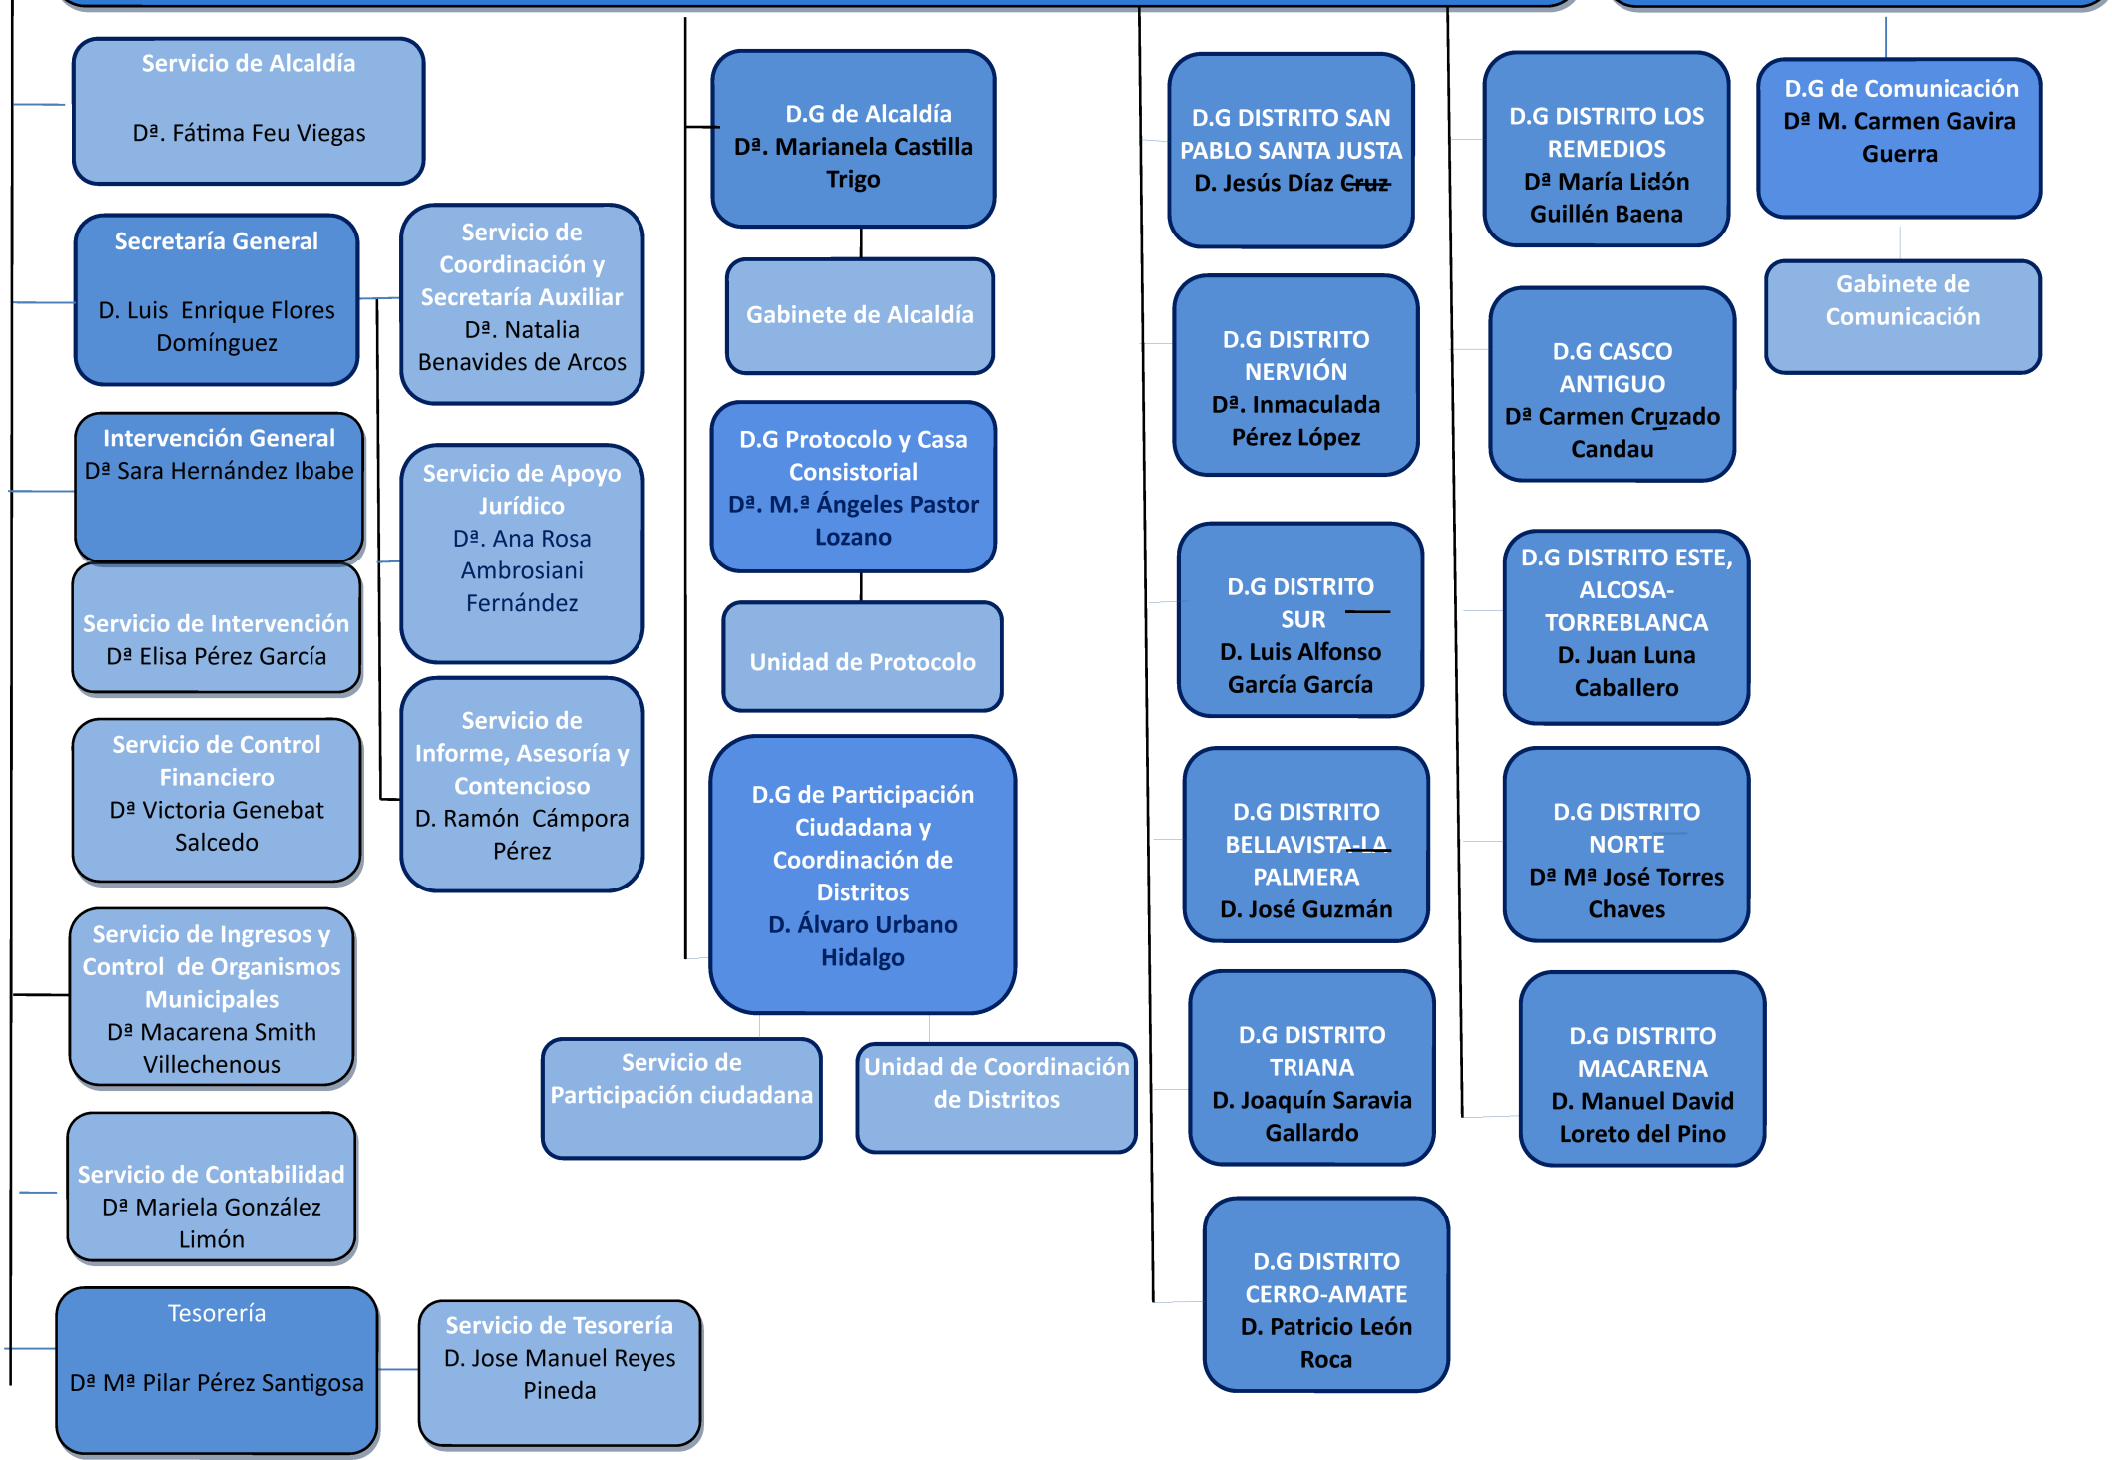 Servicio de Alcaldía
Dª. Fátima Feu Viegas
Secretaría General
D. Luis  Enrique Flores
Domínguez
Servicio de
Coordinación y
Secretaría Auxiliar
Dª. Natalia
Benavides de Arcos
Intervención General
Dª Sara Hernández Ibabe
Servicio de Apoyo
Jurídico
Dª. Ana Rosa
Ambrosiani
Fernández
Servicio de Intervención
Dª Elisa Pérez García
Servicio de
Informe, Asesoría y
Contencioso
D. Ramón  Cámpora
Pérez
Servicio de Control
Financiero
Dª Victoria Genebat
Salcedo
Servicio de Ingresos y
Control  de Organismos
Municipales
Dª Macarena Smith
Villechenous
Servicio de Contabilidad
Dª Mariela González
Limón
Tesorería
Dª Mª Pilar Pérez Santigosa
Servicio de Tesorería
D. Jose Manuel Reyes
Pineda
D.G de Alcaldía
Dª. Marianela Castilla
Trigo
Gabinete de Alcaldía
D.G Protocolo y Casa
Consistorial
Dª. M.ª Ángeles Pastor
Lozano
Unidad de Protocolo
D.G de Participación
Ciudadana y
Coordinación de
Distritos
D. Álvaro Urbano
Hidalgo
Servicio de
Participación ciudadana
Unidad de Coordinación
de Distritos
D.G DISTRITO SAN
PABLO SANTA JUSTA
D. Jesús Díaz Cruz
D.G DISTRITO
NERVIÓN
Dª. Inmaculada
Pérez López
D.G DISTRITO
SUR
D. Luis Alfonso
García García
D.G DISTRITO
BELLAVISTA-LA
PALMERA
D. José Guzmán
D.G DISTRITO
TRIANA
D. Joaquín Saravia
Gallardo
D.G DISTRITO
CERRO-AMATE
D. Patricio León
Roca
D.G DISTRITO LOS
REMEDIOS
Dª María Lidón
Guillén Baena
D.G CASCO
ANTIGUO
Dª Carmen Cruzado
Candau
D.G DISTRITO ESTE,
ALCOSA-
TORREBLANCA
D. Juan Luna
Caballero
D.G DISTRITO
NORTE
Dª Mª José Torres
Chaves
D.G DISTRITO
MACARENA
D. Manuel David
Loreto del Pino
D.G de Comunicación
Dª M. Carmen Gavira
Guerra
Gabinete de
Comunicación